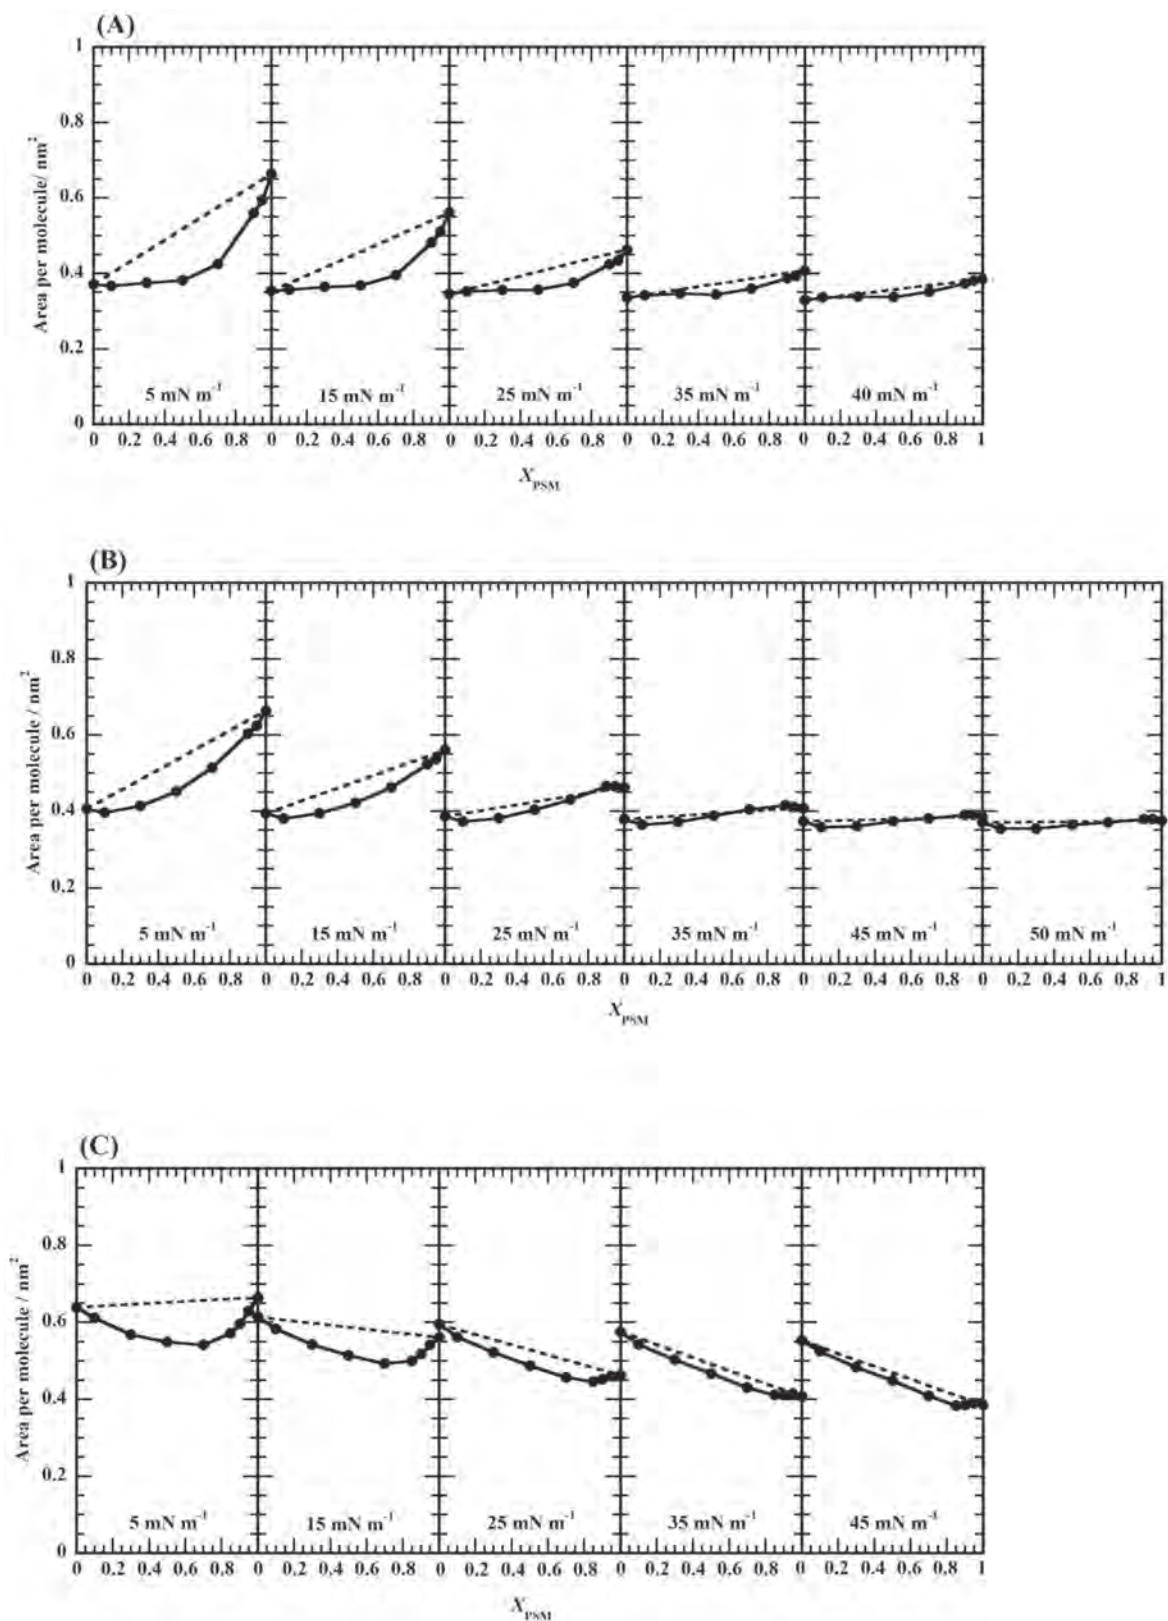 (A)
1
0.8
0.6
0.4
0.2
0
Area per molecule/ nm²
5 mN m⁻¹ 15 mN m⁻¹ 25 mN m⁻¹ 35 mN m⁻¹ 40 mN m⁻¹
0 0.2 0.4 0.6 0.8 0 0.2 0.4 0.6 0.8 0 0.2 0.4 0.6 0.8 0 0.2 0.4 0.6 0.8 0 0.2 0.4 0.6 0.8 1
X_PSM
(B)
1
0.8
0.6
0.4
0.2
0
Area per molecule / nm²
5 mN m⁻¹ 15 mN m⁻¹ 25 mN m⁻¹ 35 mN m⁻¹ 45 mN m⁻¹ 50 mN m⁻¹
0 0.2 0.4 0.6 0.8 0 0.2 0.4 0.6 0.8 0 0.2 0.4 0.6 0.8 0 0.2 0.4 0.6 0.8 0 0.2 0.4 0.6 0.8 0 0.2 0.4 0.6 0.8 1
X_PSM
(C)
1
0.8
0.6
0.4
0.2
0
Area per molecule / nm²
5 mN m⁻¹ 15 mN m⁻¹ 25 mN m⁻¹ 35 mN m⁻¹ 45 mN m⁻¹
0 0.2 0.4 0.6 0.8 0 0.2 0.4 0.6 0.8 0 0.2 0.4 0.6 0.8 0 0.2 0.4 0.6 0.8 0 0.2 0.4 0.6 0.8 1
X_PSM